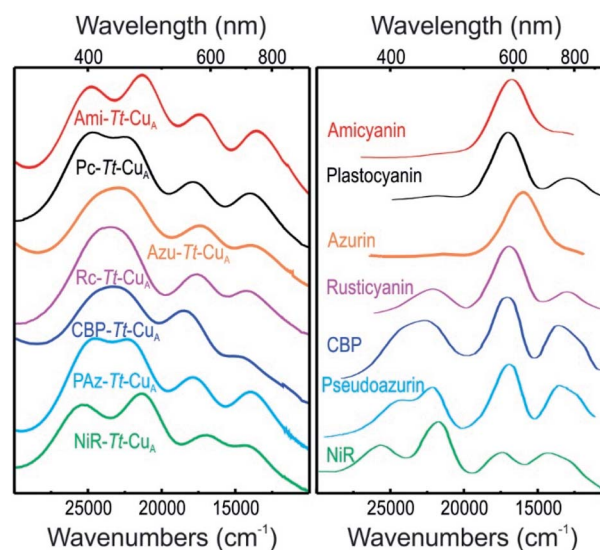 Wavelength (nm)
400 600 800
Ami-Tt-CuA
Pc-Tt-CuA
Azu-Tt-CuA
Rc-Tt-CuA
CBP-Tt-CuA
PAz-Tt-CuA
NiR-Tt-CuA
25000 20000 15000
Wavenumbers (cm⁻¹)
Wavelength (nm)
400 600 800
Amicyanin
Plastocyanin
Azurin
Rusticyanin
CBP
Pseudoazurin
NiR
25000 20000 15000
Wavenumbers (cm⁻¹)